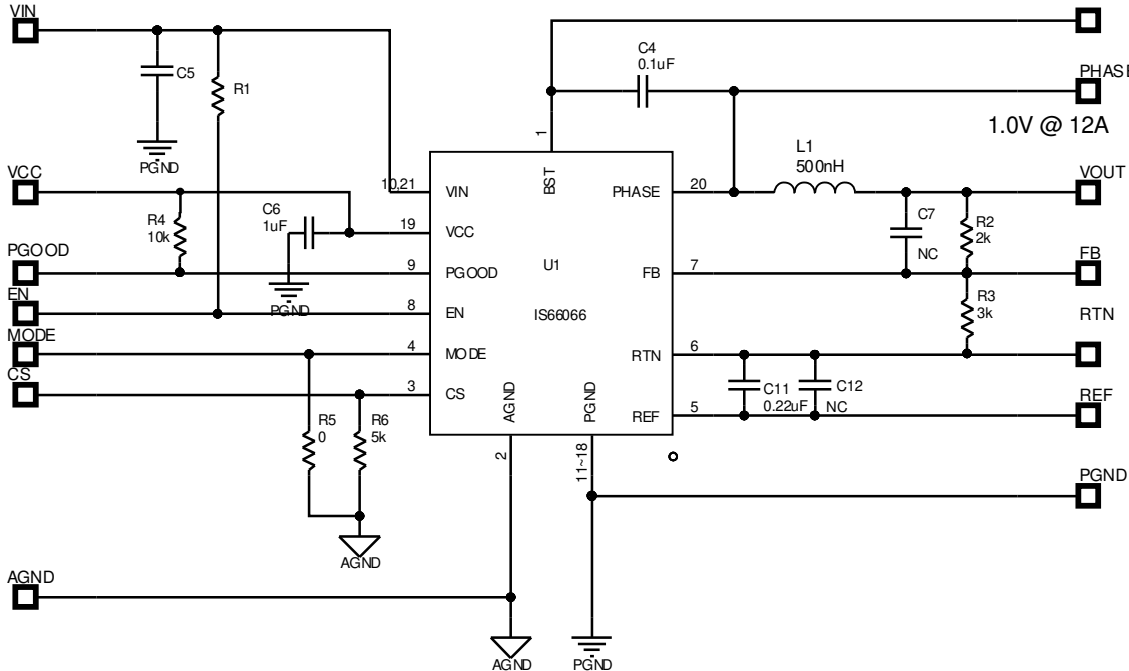 VIN
C5
R1
PGND
VCC
R4
10k
C6
1uF
PGND
PGOOD
EN
MODE
CS
R5
0
R6
5k
AGND
AGND
AGND
PGND
10,21
19
9
8
4
3
1
2
11~18
20
7
6
5
VIN
VCC
PGOOD
EN
MODE
CS
BST
AGND
PGND
U1
IS66066
PHASE
FB
RTN
REF
C4
0.1uF
PHASE
1.0V @ 12A
L1
500nH
VOUT
C7
NC
R2
2k
FB
R3
3k
RTN
C11
0.22uF
C12
NC
REF
PGND